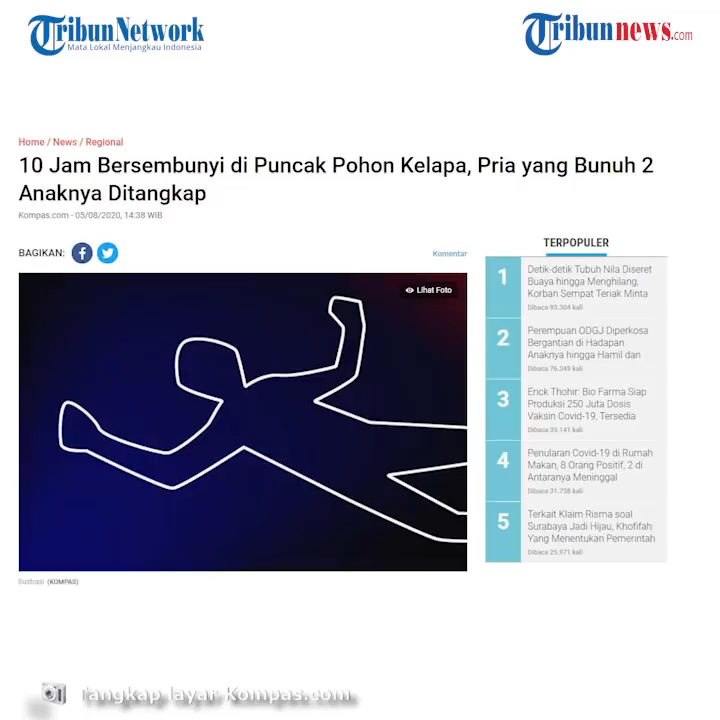 TribunNetwork
Mata Lokal Menjangkau Indonesia
Tribunnews.com
Home / News / Regional
10 Jam Bersembunyi di Puncak Pohon Kelapa, Pria yang Bunuh 2
Anaknya Ditangkap
Kompas.com - 05/08/2020, 14:38 WIB
BAGIKAN:
Komentar
Lihat Foto
Ilustrasi (KOMPAS)
TERPOPULER
1
Detik-detik Tubuh Nila Diseret
Buaya hingga Menghilang,
Korban Sempat Teriak Minta
Dibaca 93.304 kali
2
Perempuan ODGJ Diperkosa
Bergantian di Hadapan
Anaknya hingga Hamil dan
Dibaca 76.349 kali
3
Erick Thohir: Bio Farma Siap
Produksi 250 Juta Dosis
Vaksin Covid-19, Tersedia
Dibaca 35.141 kali
4
Penularan Covid-19 di Rumah
Makan, 8 Orang Positif, 2 di
Antaranya Meninggal
Dibaca 31.738 kali
5
Terkait Klaim Risma soal
Surabaya Jadi Hijau, Khofifah
Yang Menentukan Pemerintah
Dibaca 25.971 kali
Tangkap layar Kompas.com